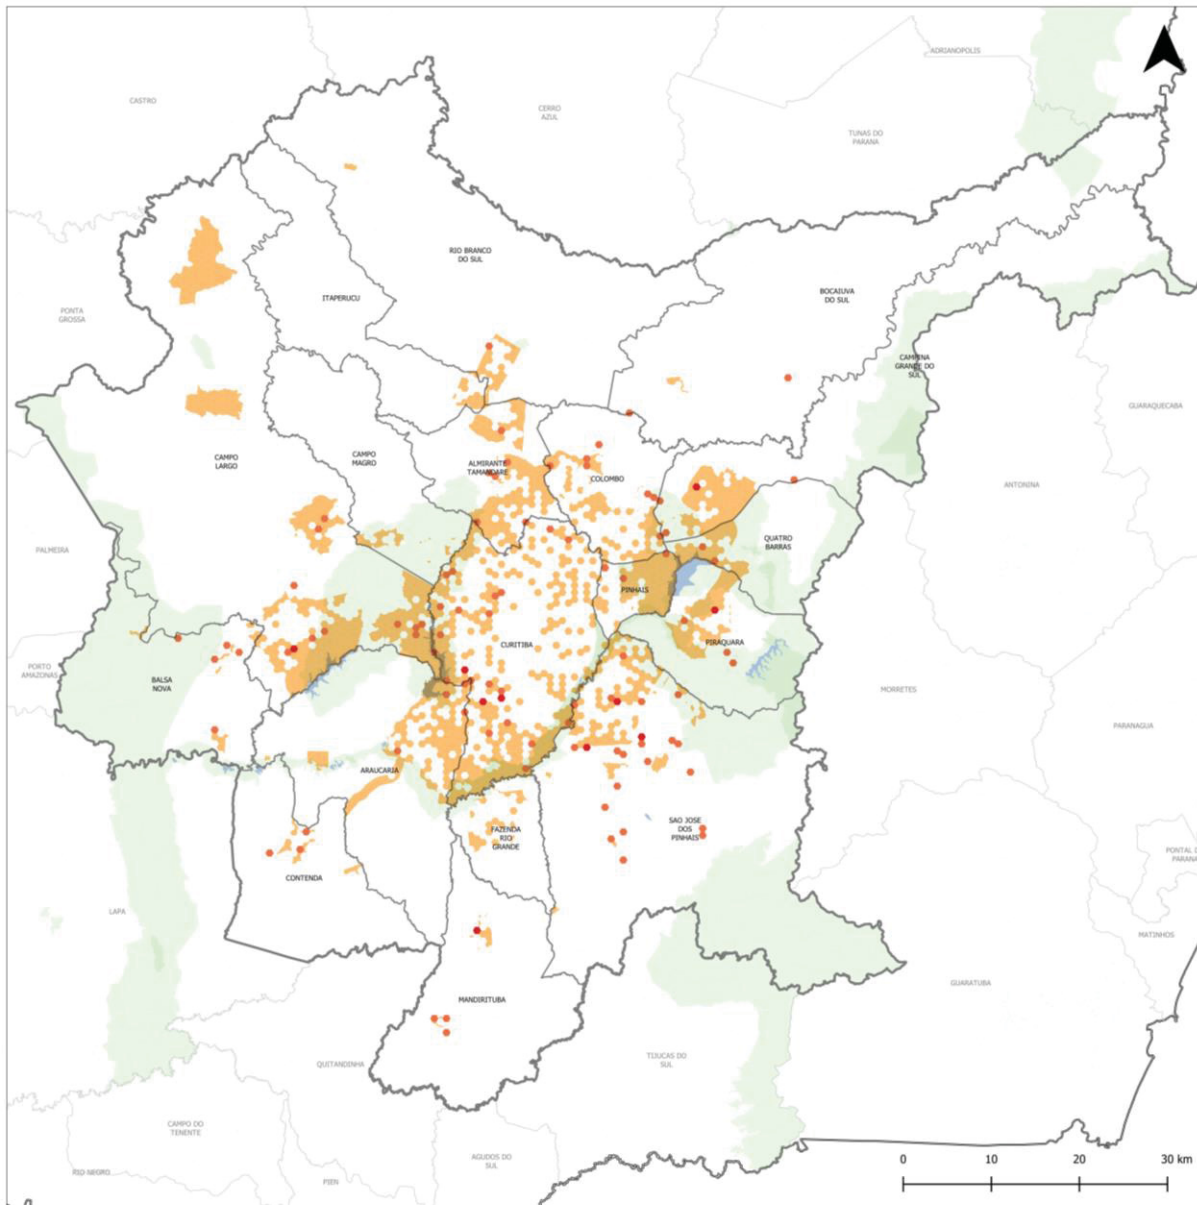 ADRIANOPOLIS
CASTRO
CERRO
AZUL
TUNAS DO
PARANA
RIO BRANCO
DO SUL
ITAPERUCU
BOCAIUVA
DO SUL
PONTA
GROSSA
CAMPINA
GRANDE DO
SUL
GUARAQUECABA
CAMPO
LARGO
CAMPO
MAGRO
ALMIRANTE
TAMANDARE
COLOMBO
ANTONINA
PALMEIRA
QUATRO
BARRAS
PINHAIS
PIRAQUARA
CURITIBA
PORTO
AMAZONAS
BALSA
NOVA
MORRETES
PARANAGUA
ARAUCARIA
SAO JOSE
DOS
PINHAIS
FAZENDA
RIO
GRANDE
PONTAL D
PARANA
CONTENDA
LAPA
MATINHOS
GUARATUBA
MANDIRITUBA
QUITANDINHA
TIJUCAS DO
SUL
CAMPO DO
TENENTE
AGUDOS DO
SUL
RIO NEGRO
PIEN
0 10 20 30 km